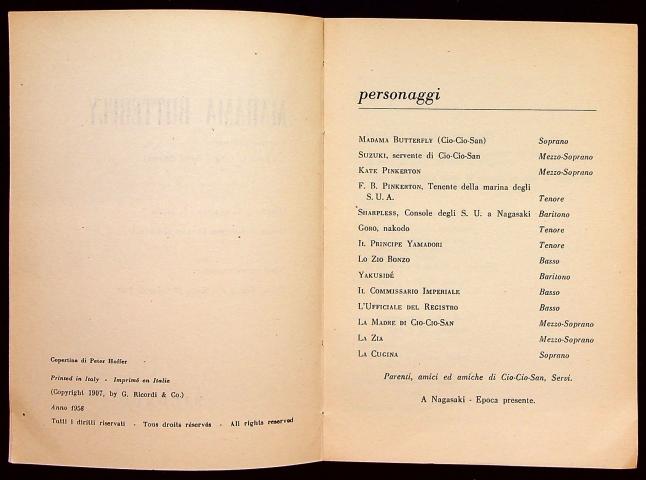 Copertina di Peter Hoffer
Printed in Italy - Imprimé en Italie
(Copyright 1907, by G. Ricordi & Co.)
Anno 1956
Tutti i diritti riservati - Tous droits réservés - All rights reserved
personaggi
MADAMA BUTTERFLY (Cio-Cio-San) Soprano
SUZUKI, servente di Cio-Cio-San Mezzo-Soprano
KATE PINKERTON Mezzo-Soprano
F. B. PINKERTON, Tenente della marina degli
S. U. A. Tenore
SHARPLESS, Console degli S. U. a Nagasaki Baritono
GORO, nakodo Tenore
IL PRINCIPE YAMADORI Tenore
LO ZIO BONZO Basso
YAKUSIDÉ Baritono
IL COMMISSARIO IMPERIALE Basso
L'UFFICIALE DEL REGISTRO Basso
LA MADRE DI CIO-CIO-SAN Mezzo-Soprano
LA ZIA Mezzo-Soprano
LA CUGINA Soprano
Parenti, amici ed amiche di Cio-Cio-San, Servi.
A Nagasaki - Epoca presente.